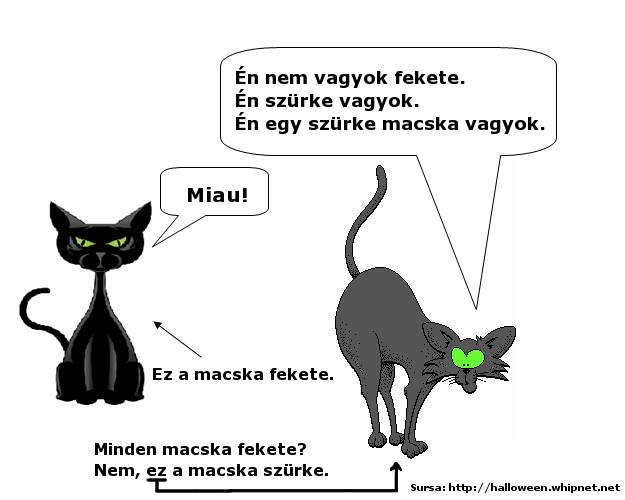 Én nem vagyok fekete.
Én szürke vagyok.
Én egy szürke macska vagyok.
Miau!
Ez a macska fekete.
Minden macska fekete?
Nem, ez a macska szürke.
Sursa: http://halloween.whipnet.net